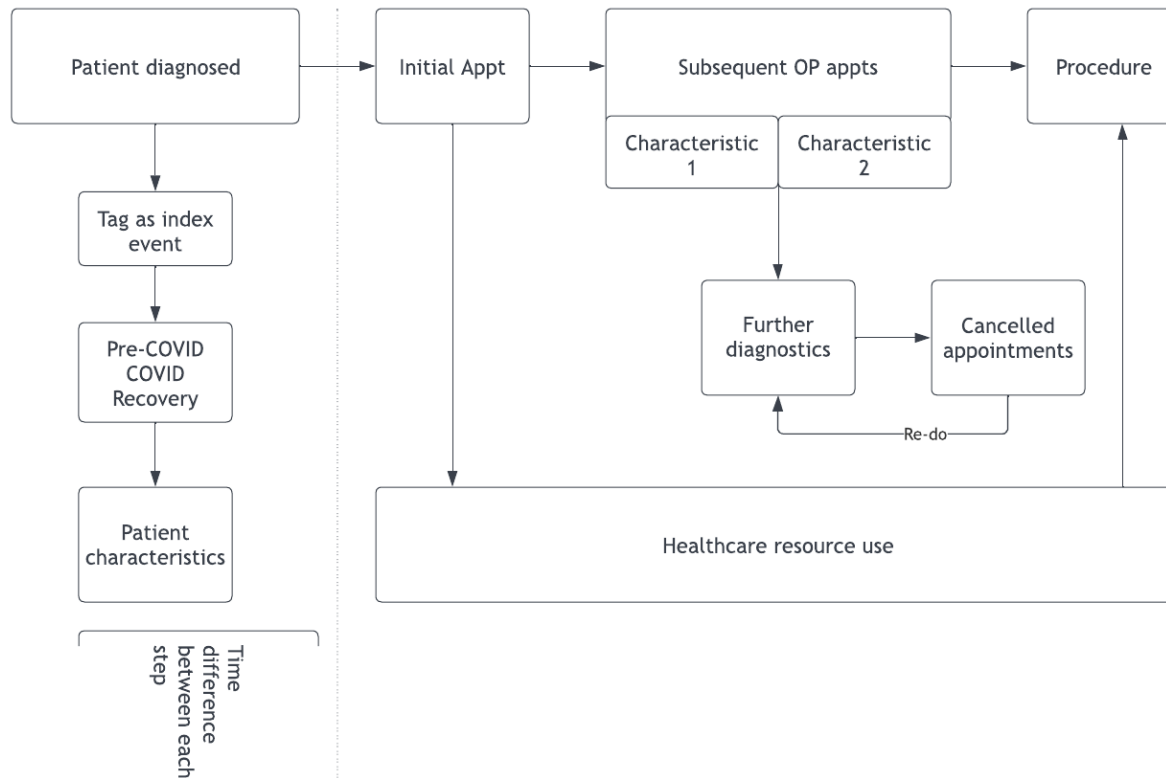 Patient diagnosed
Initial Appt
Subsequent OP appts
Procedure
Characteristic
1
Characteristic
2
Tag as index
event
Further
diagnostics
Cancelled
appointments
Pre-COVID
COVID
Recovery
Re-do
Patient
characteristics
Healthcare resource use
Time
difference
between each
step